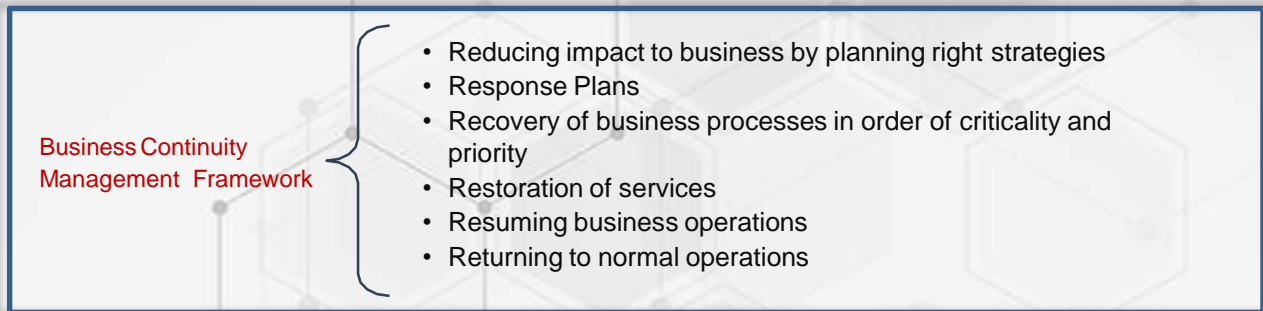 Business Continuity
Management Framework
• Reducing impact to business by planning right strategies
• Response Plans
• Recovery of business processes in order of criticality and
priority
• Restoration of services
• Resuming business operations
• Returning to normal operations